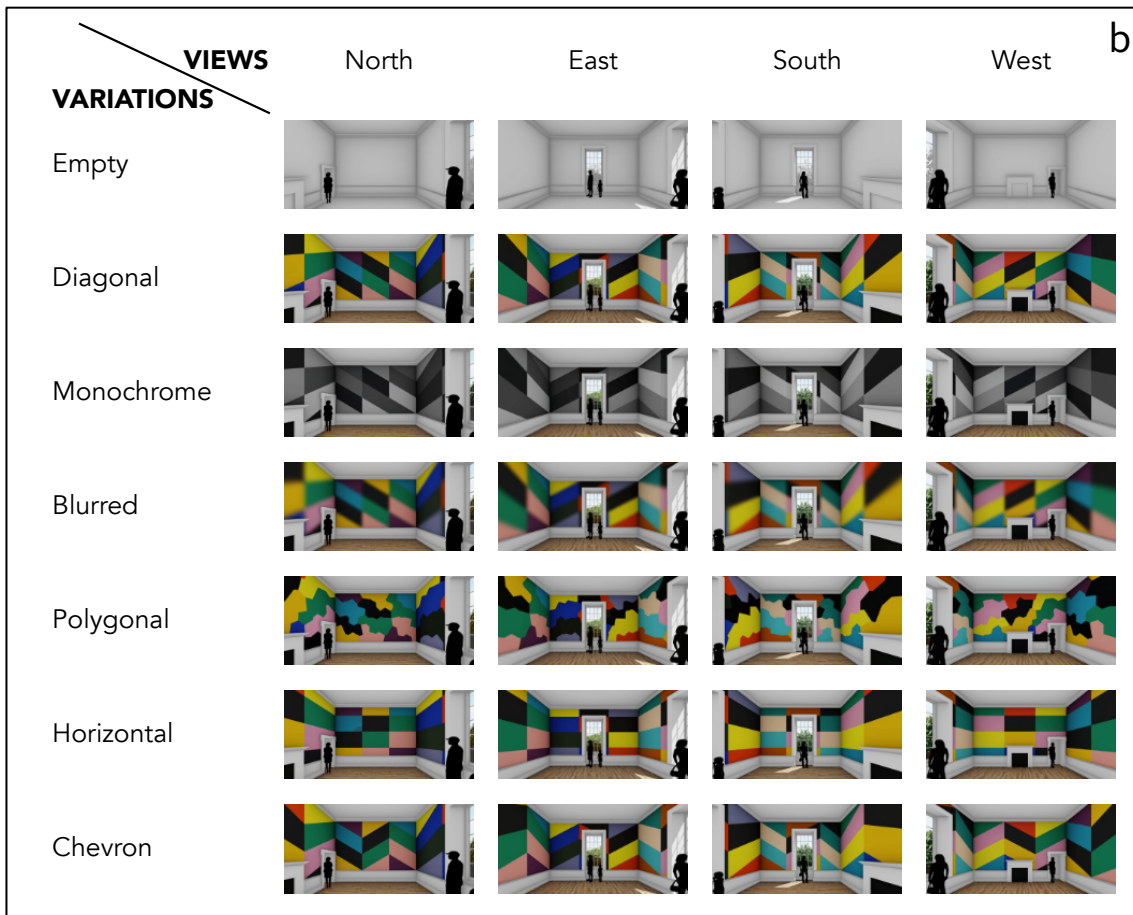 b
VIEWS North East South West
VARIATIONS
Empty
Diagonal
Monochrome
Blurred
Polygonal
Horizontal
Chevron